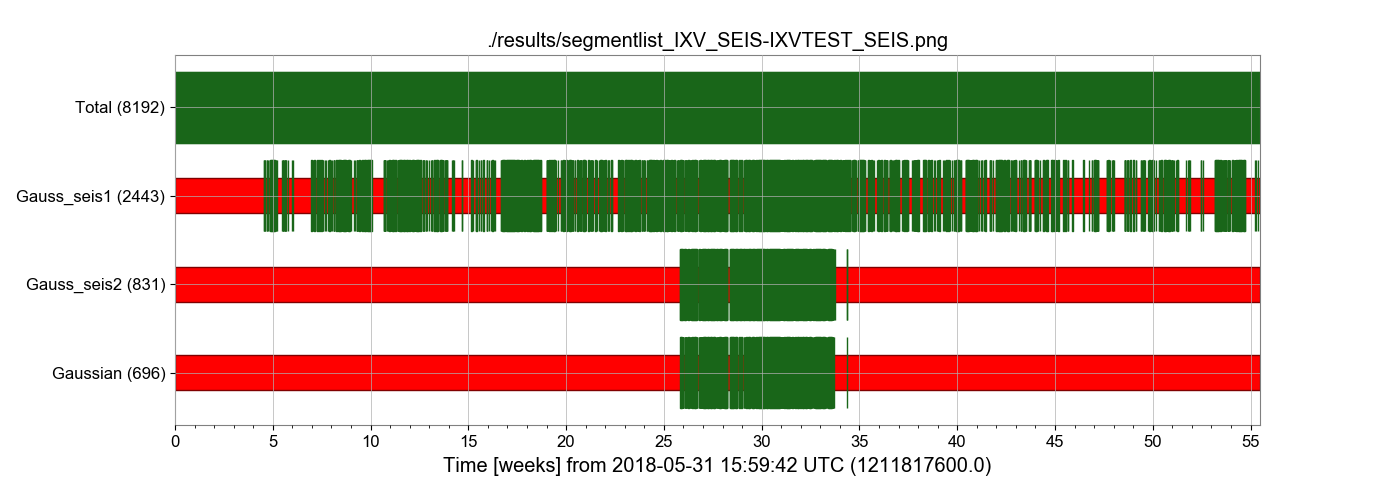 ./results/segmentlist_IXV_SEIS-IXVTEST_SEIS.png
Total (8192)
Gauss_seis1 (2443)
Gauss_seis2 (831)
Gaussian (696)
0 5 10 15 20 25 30 35 40 45 50 55
Time [weeks] from 2018-05-31 15:59:42 UTC (1211817600.0)